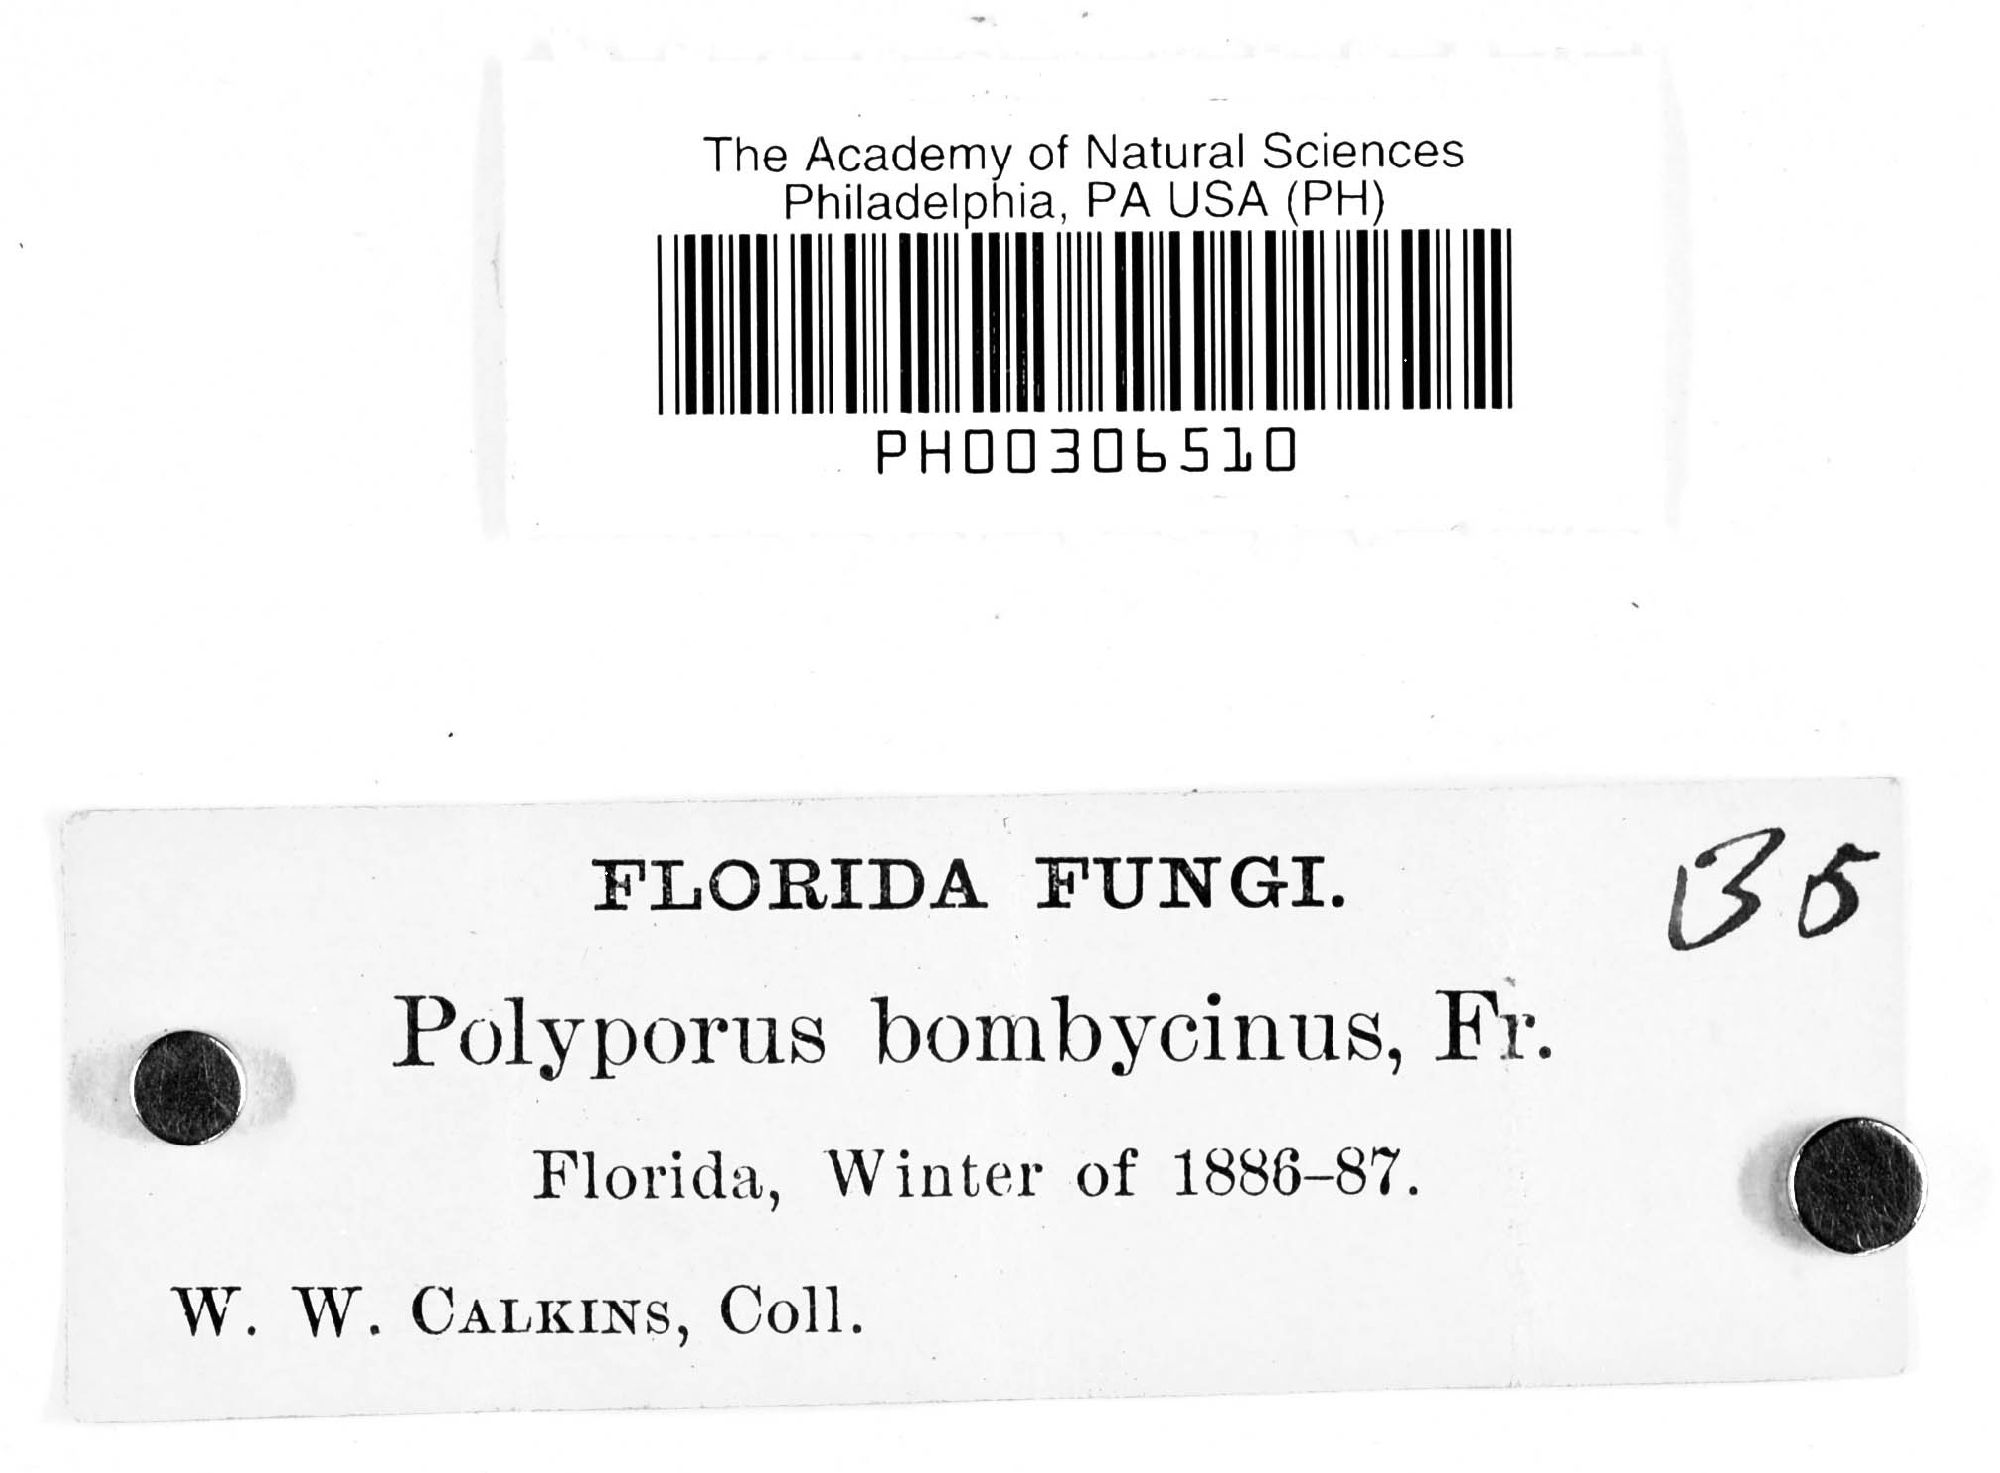 The Academy of Natural Sciences
Philadelphia, PA USA (PH)
PH00306510
FLORIDA FUNGI.
35
Polyporus bombycinus, Fr.
Florida, Winter of 1886-87.
W. W. CALKINS, Coll.